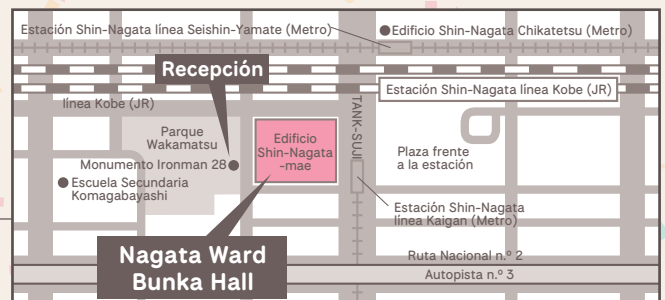 Estación Shin-Nagata línea Seishin-Yamate (Metro)
Edificio Shin-Nagata Chikatetsu (Metro)
Recepción
Estación Shin-Nagata línea Kobe (JR)
línea Kobe (JR)
TANK-SUJI
Parque
Wakamatsu
Monumento Ironman 28
Escuela Secundaria
Komagabayashi
Edificio
Shin-Nagata
-mae
Plaza frente
a la estación
Estación Shin-Nagata
línea Kaigan (Metro)
Nagata Ward
Bunka Hall
Ruta Nacional n.º 2
Autopista n.º 3